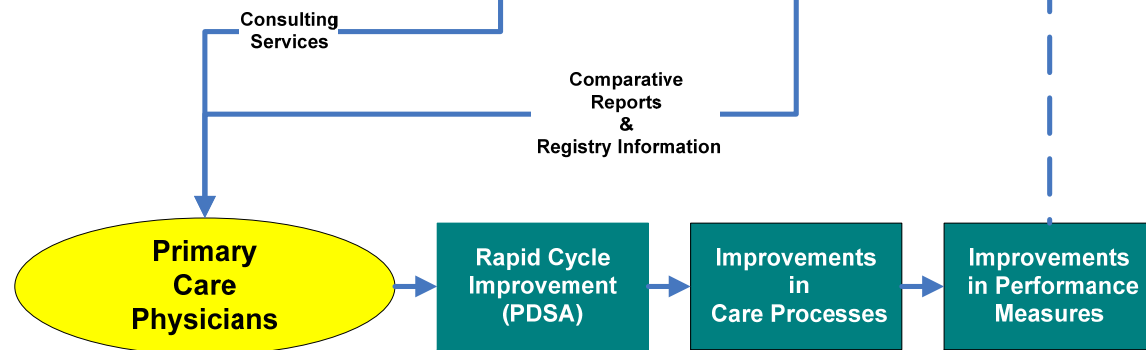 Consulting
Services
Comparative
Reports
&
Registry Information
Primary
Care
Physicians
Rapid Cycle
Improvement
(PDSA)
Improvements
in
Care Processes
Improvements
in Performance
Measures